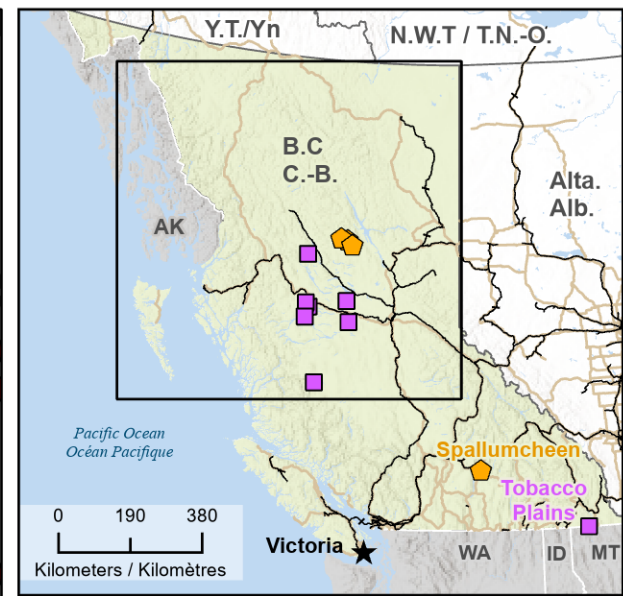 Y.T./Yn
N.W.T / T.N.-O.
B.C
C.-B.
Alta.
Alb.
AK
Pacific Ocean
Océan Pacifique
Spallumcheen
Tobacco
Plains
0 190 380
Kilometers / Kilomètres
Victoria
WA
ID
MT